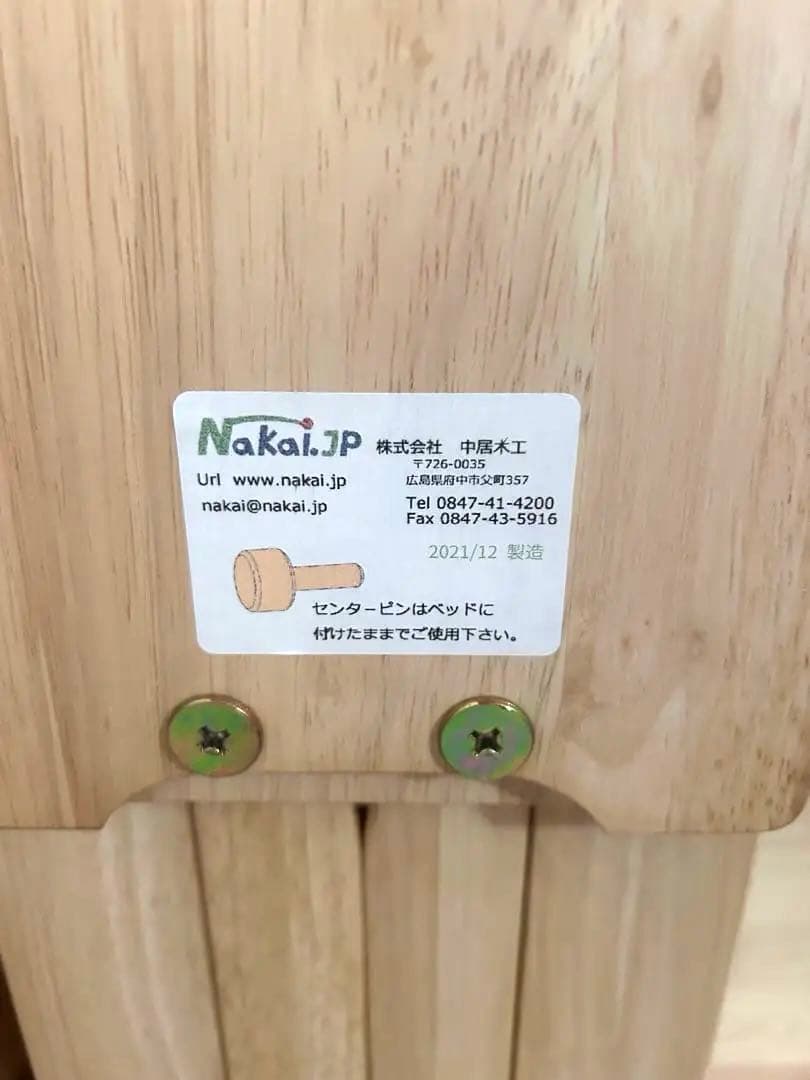 Nakai.JP 株式会社 中居木工
〒726-0035
Url www.nakai.jp 広島県府中市父町357
nakai@nakai.jp Tel 0847-41-4200
Fax 0847-43-5916
2021/12 製造
センターピンはベッドに
付けたままでご使用下さい。